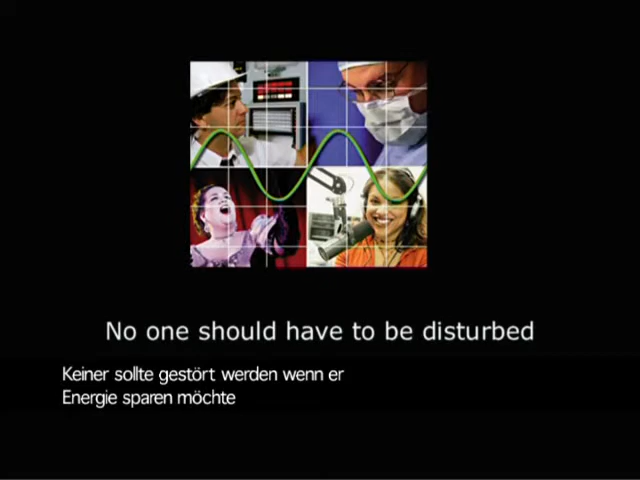 No one should have to be disturbed
Keiner sollte gestört werden wenn er
Energie sparen möchte